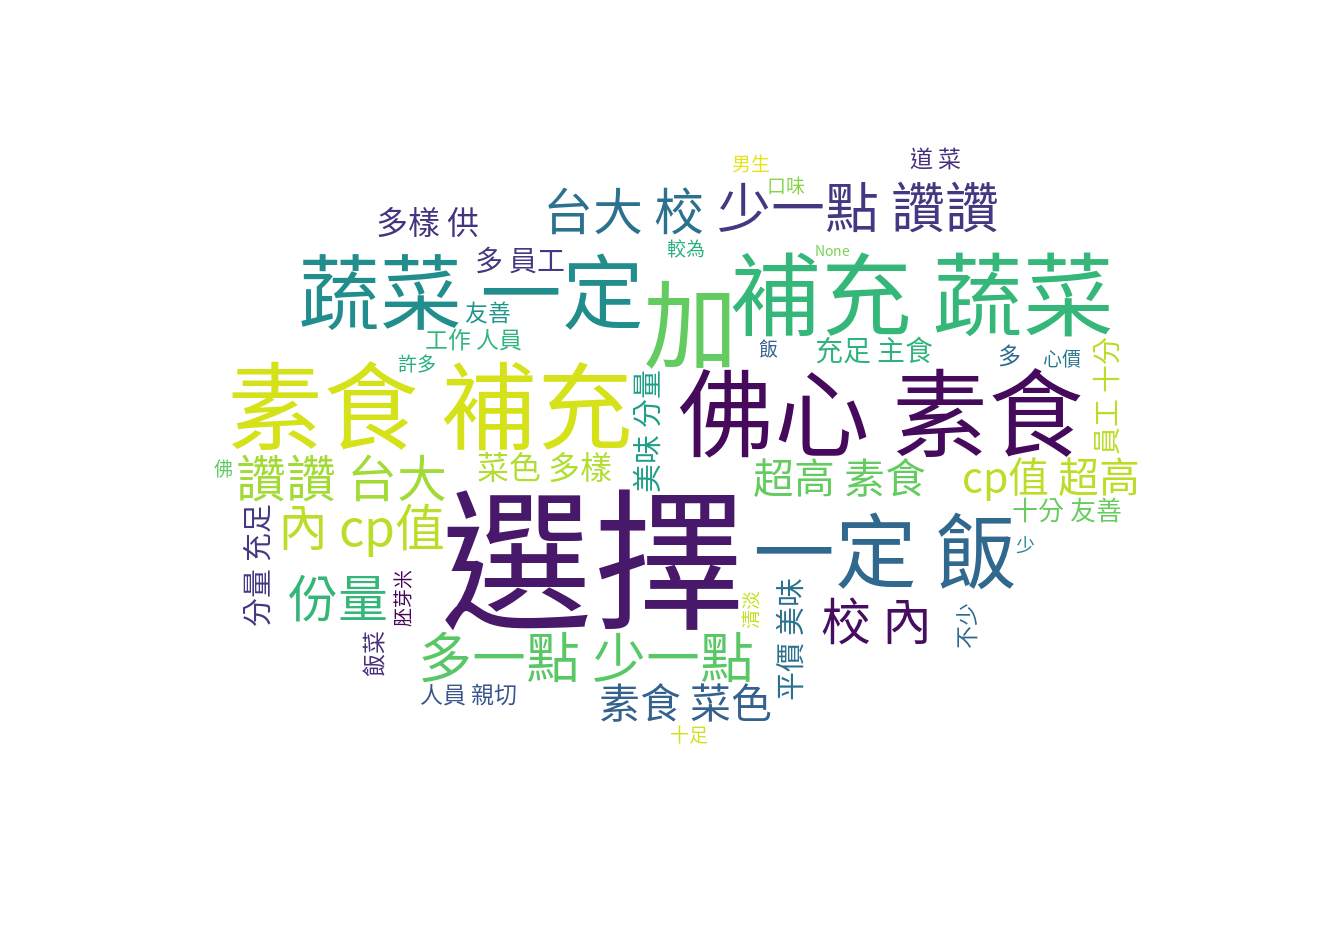 男生
道 菜
口味
台大 校
少一點 讚讚
多樣 供
較為
None
多 員工
蔬菜 一定
加
補充 蔬菜
友善
工作 人員
飯
充足 主食
多
心價
許多
員工 十分
素食 補充
美味 分量
佛心 素食
佛
讚讚 台大
菜色 多樣
超高 素食
cp值 超高
內 cp值
選擇
一定 飯
十分 友善
少
分量 充足
份量
胚芽米
清淡
平價 美味
校 內
不少
飯菜
多一點 少一點
人員 親切
素食 菜色
十足